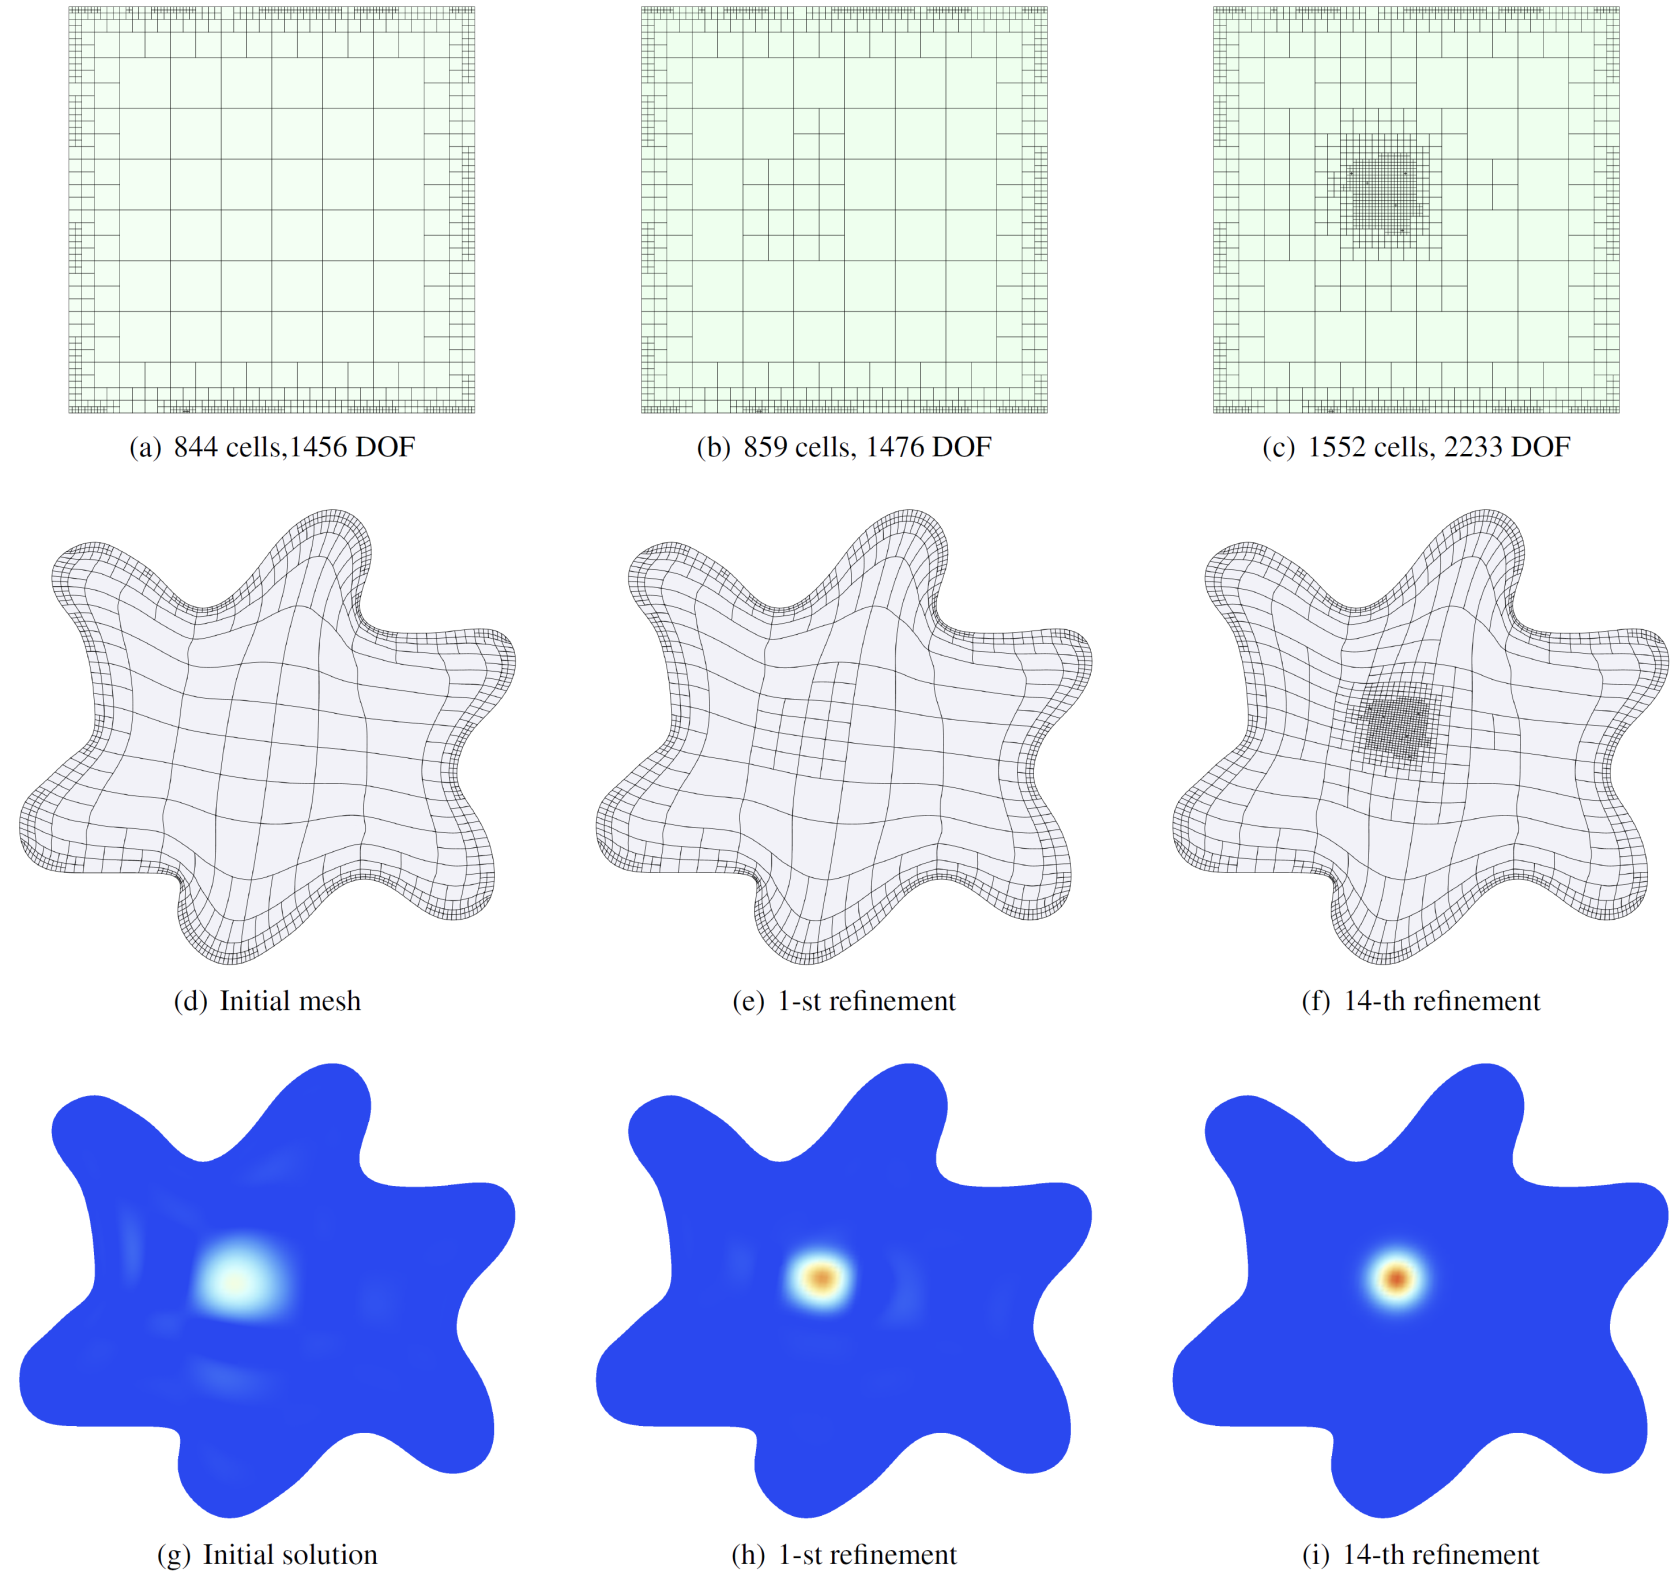 (a) 844 cells,1456 DOF
(b) 859 cells, 1476 DOF
(c) 1552 cells, 2233 DOF
(d) Initial mesh
(e) 1-st refinement
(f) 14-th refinement
(g) Initial solution
(h) 1-st refinement
(i) 14-th refinement